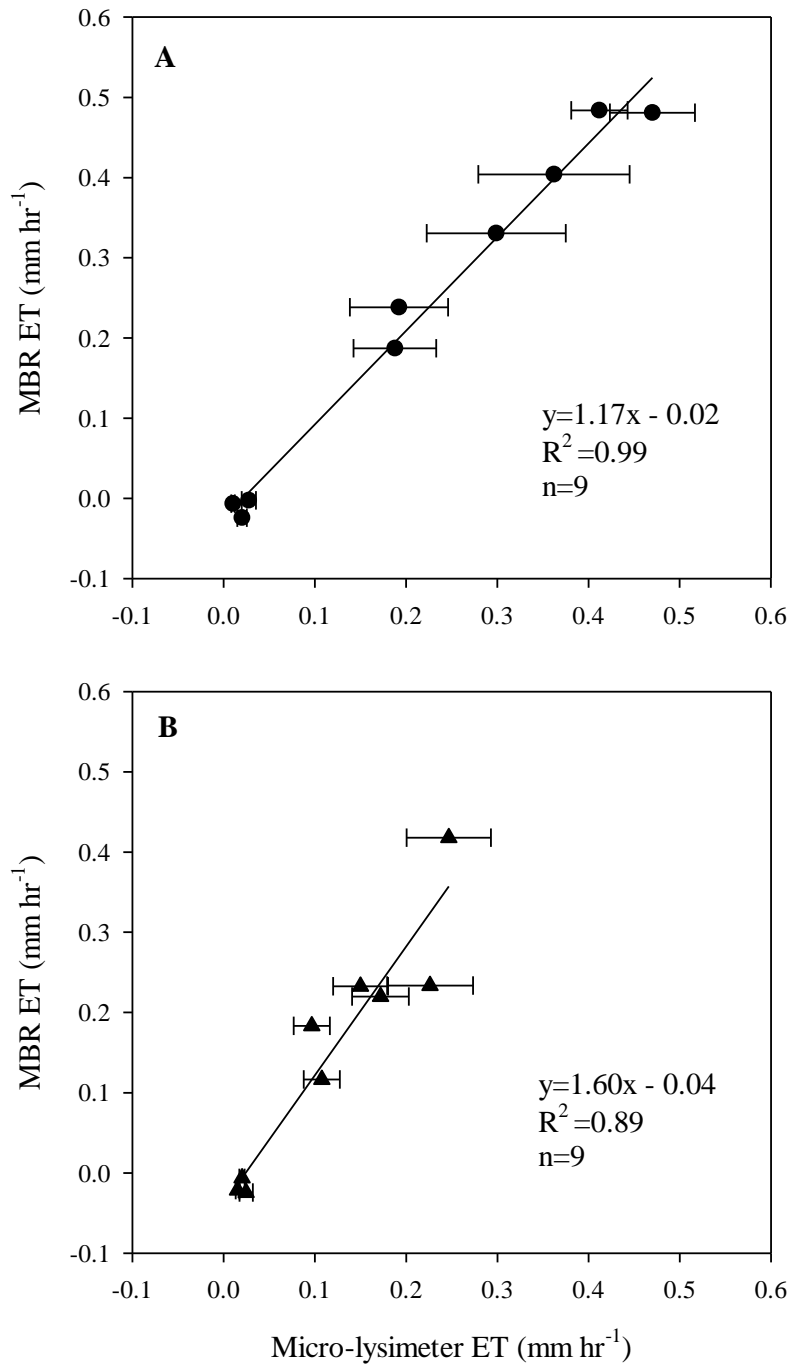 A
0.6
0.5
0.4
0.3
0.2
0.1
0.0
-0.1
MBR ET (mm hr⁻¹)
y=1.17x - 0.02
R² =0.99
n=9
-0.1 0.0 0.1 0.2 0.3 0.4 0.5 0.6
B
0.6
0.5
0.4
0.3
0.2
0.1
0.0
-0.1
MBR ET (mm hr⁻¹)
y=1.60x - 0.04
R² =0.89
n=9
-0.1 0.0 0.1 0.2 0.3 0.4 0.5 0.6
Micro-lysimeter ET (mm hr⁻¹)